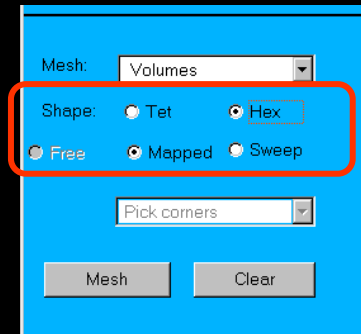 Mesh: Volumes
Shape: Tet Hex
Free Mapped Sweep
Pick corners
Mesh Clear